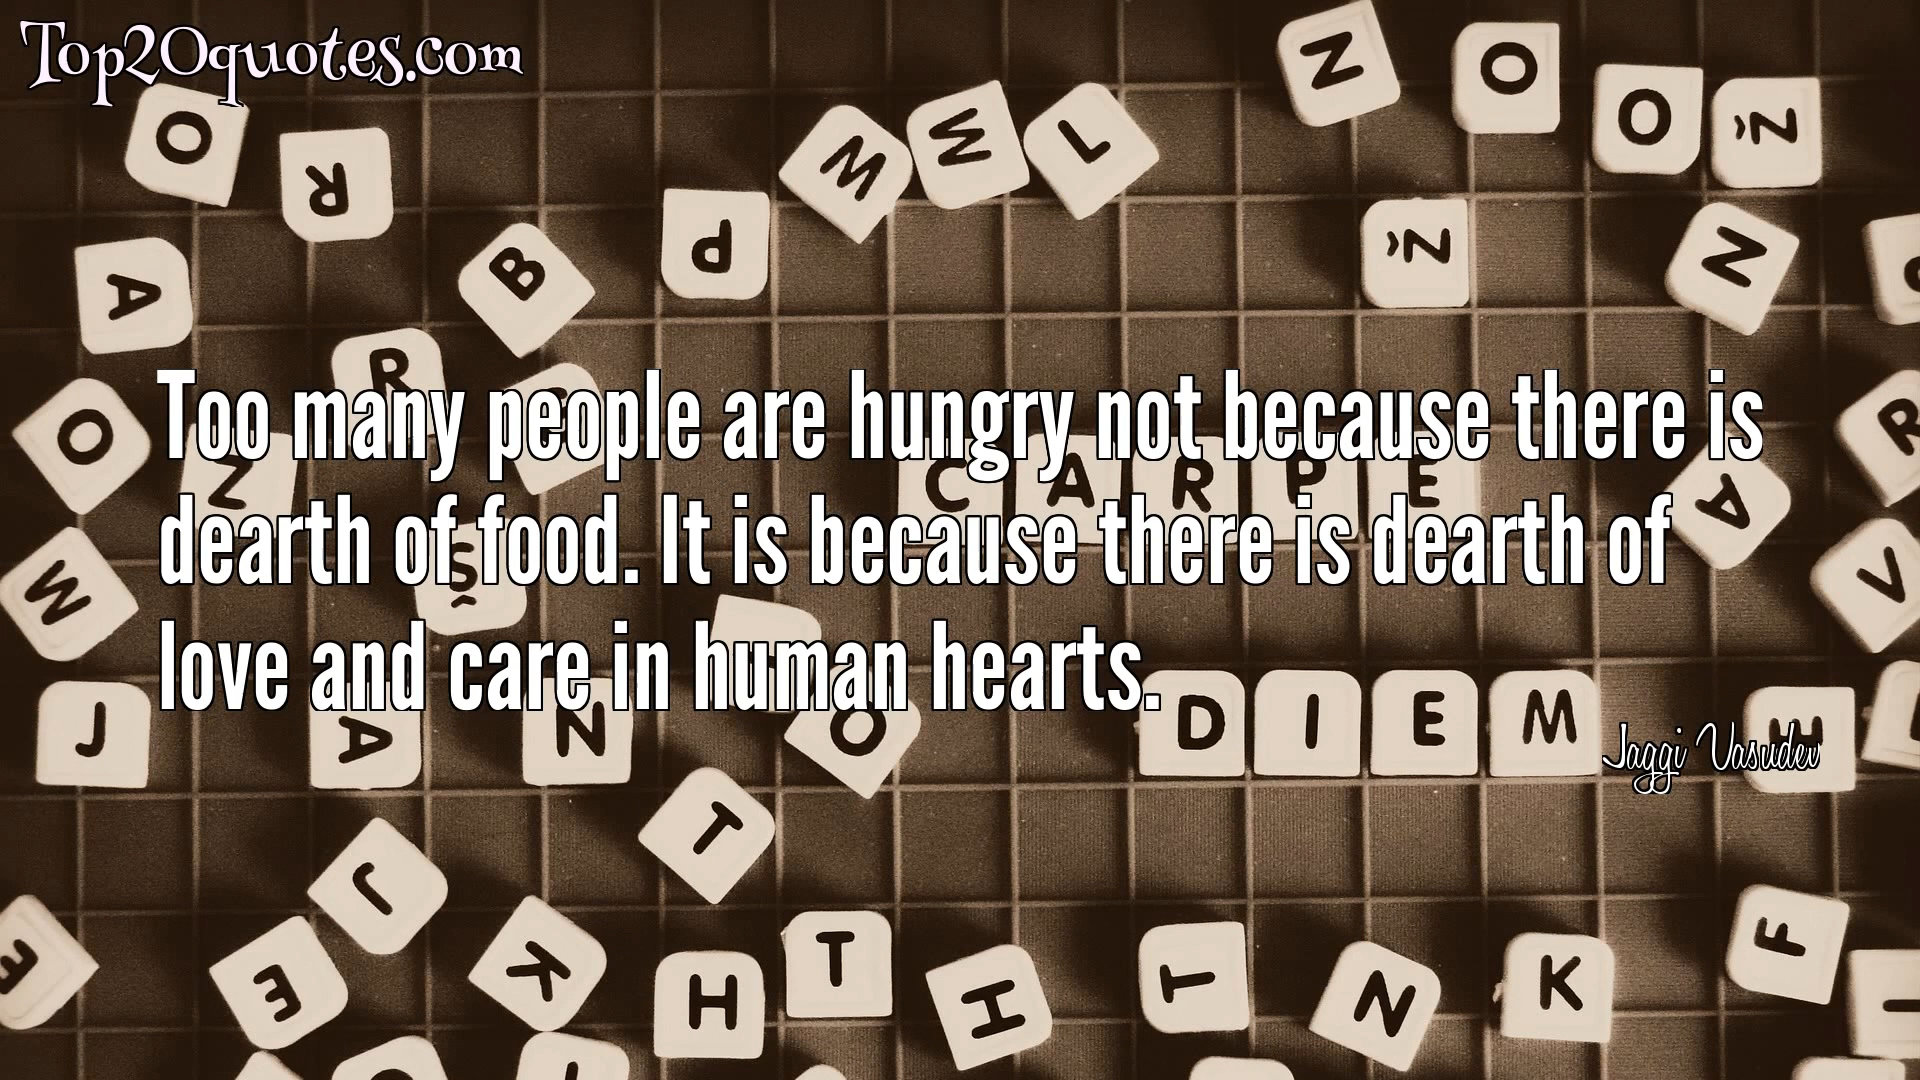 Top20quotes.com
Too many people are hungry not because there is
dearth of food. It is because there is dearth of
love and care in human hearts.
Jaggi Vasudev
CARPE
DIEM